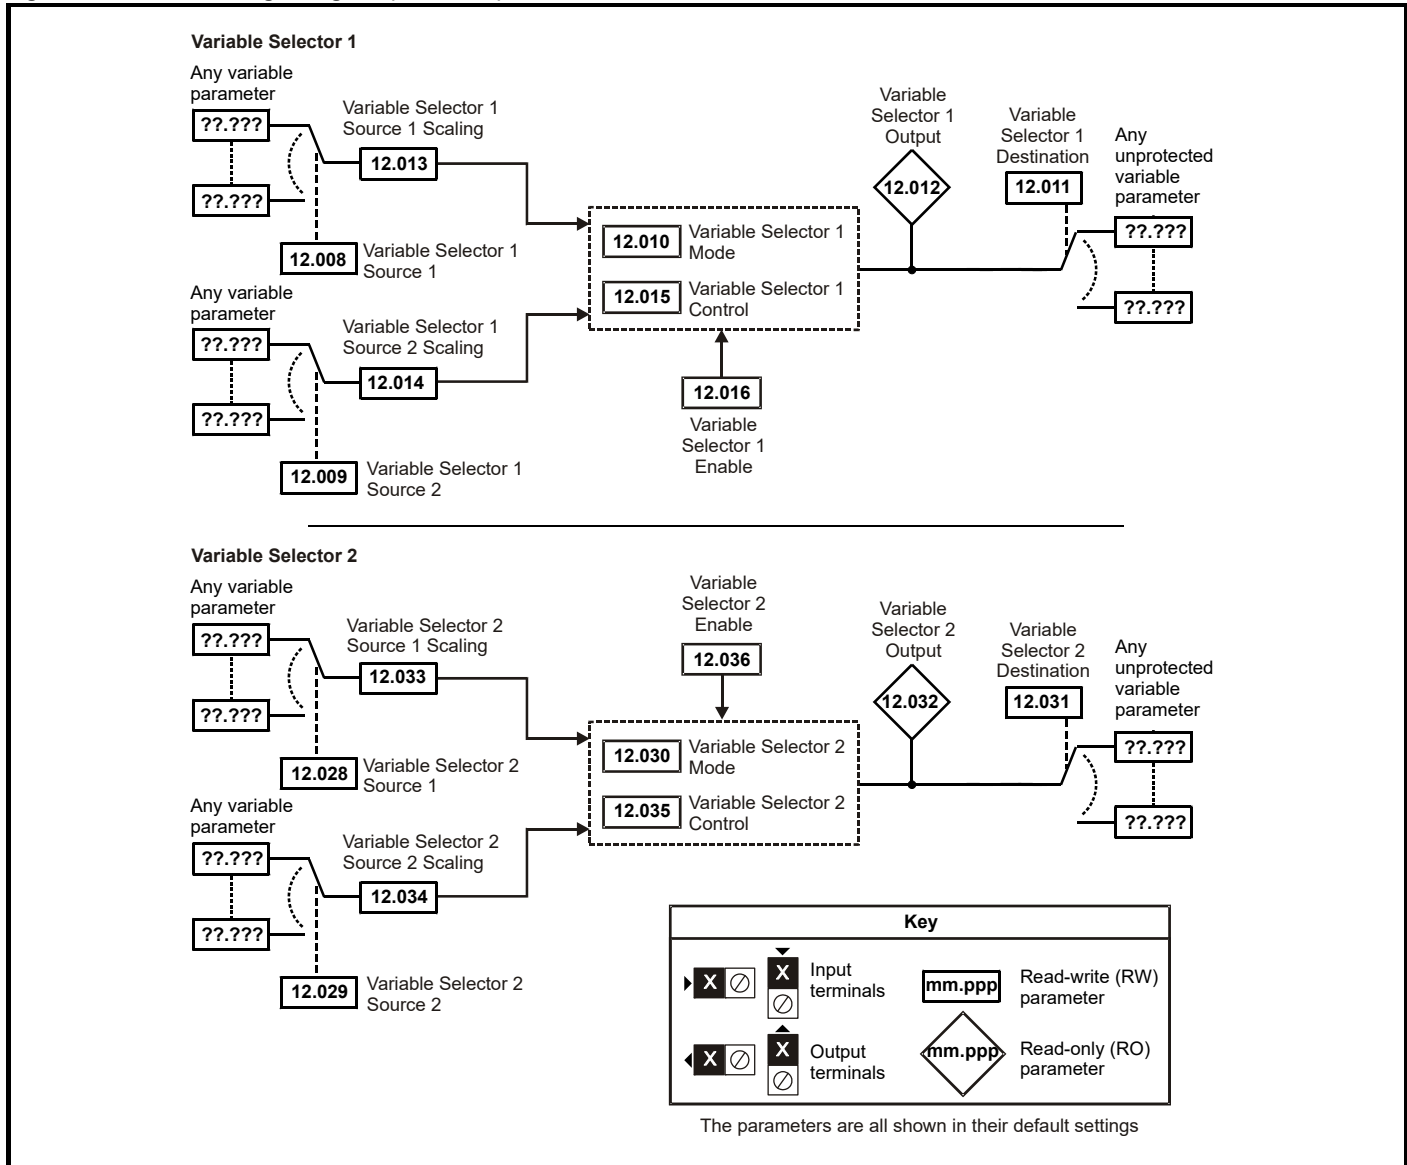 Variable Selector 1
Any variable
parameter
??.???
??.???
Variable Selector 1
Source 1 Scaling
12.013
12.008
Variable Selector 1
Source 1
Any variable
parameter
??.???
??.???
Variable Selector 1
Source 2 Scaling
12.014
12.009
Variable Selector 1
Source 2
12.010
Variable Selector 1
Mode
12.015
Variable Selector 1
Control
12.016
Variable
Selector 1
Enable
Variable
Selector 1
Output
12.012
Variable
Selector 1
Destination
12.011
Any
unprotected
variable
parameter
??.???
??.???
Variable Selector 2
Any variable
parameter
??.???
??.???
Variable Selector 2
Source 1 Scaling
12.033
12.028
Variable Selector 2
Source 1
Any variable
parameter
??.???
??.???
Variable Selector 2
Source 2 Scaling
12.034
12.029
Variable Selector 2
Source 2
Variable
Selector 2
Enable
12.036
12.030
Variable Selector 2
Mode
12.035
Variable Selector 2
Control
Variable
Selector 2
Output
12.032
Variable
Selector 2
Destination
12.031
Any
unprotected
variable
parameter
??.???
??.???
Key
X
X
Input
terminals
mm.ppp
Read-write (RW)
parameter
X
X
Output
terminals
mm.ppp
Read-only (RO)
parameter
The parameters are all shown in their default settings